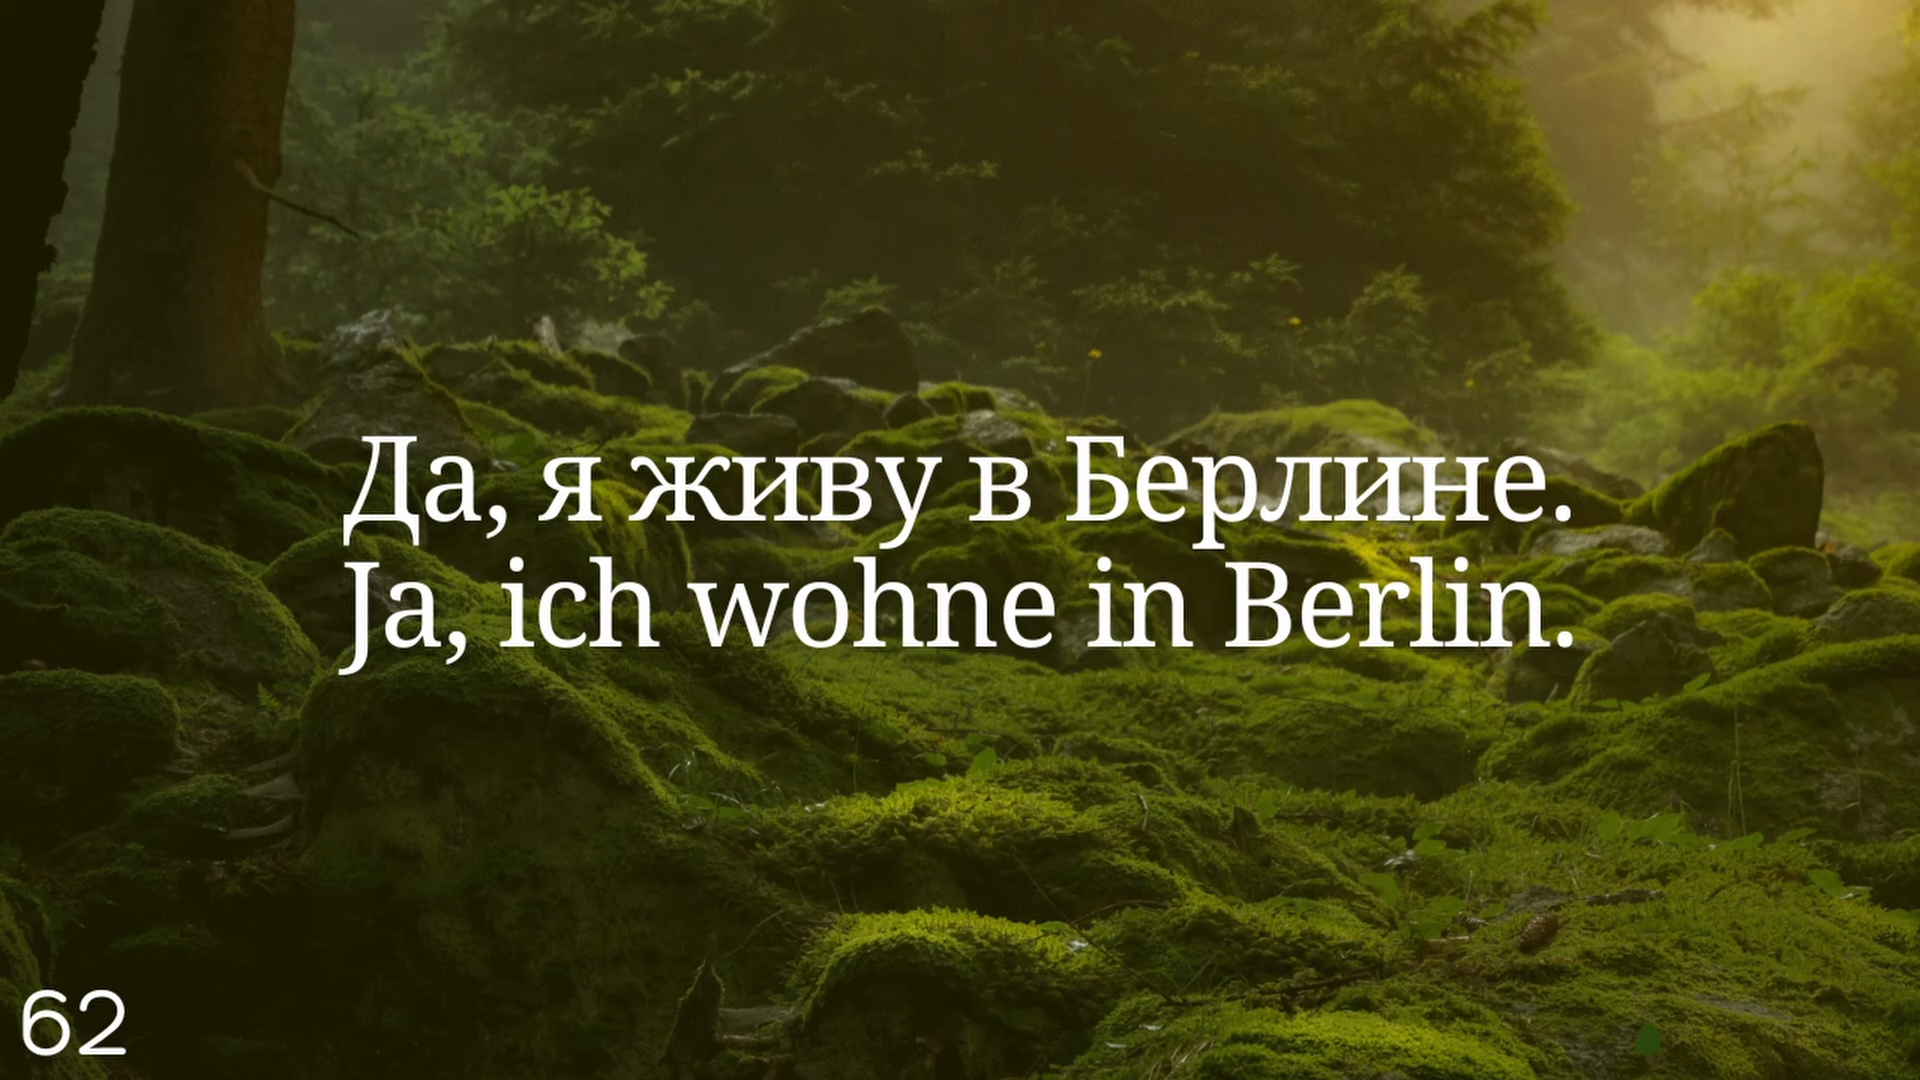 Да, я живу в Берлине.
Ja, ich wohne in Berlin.
62